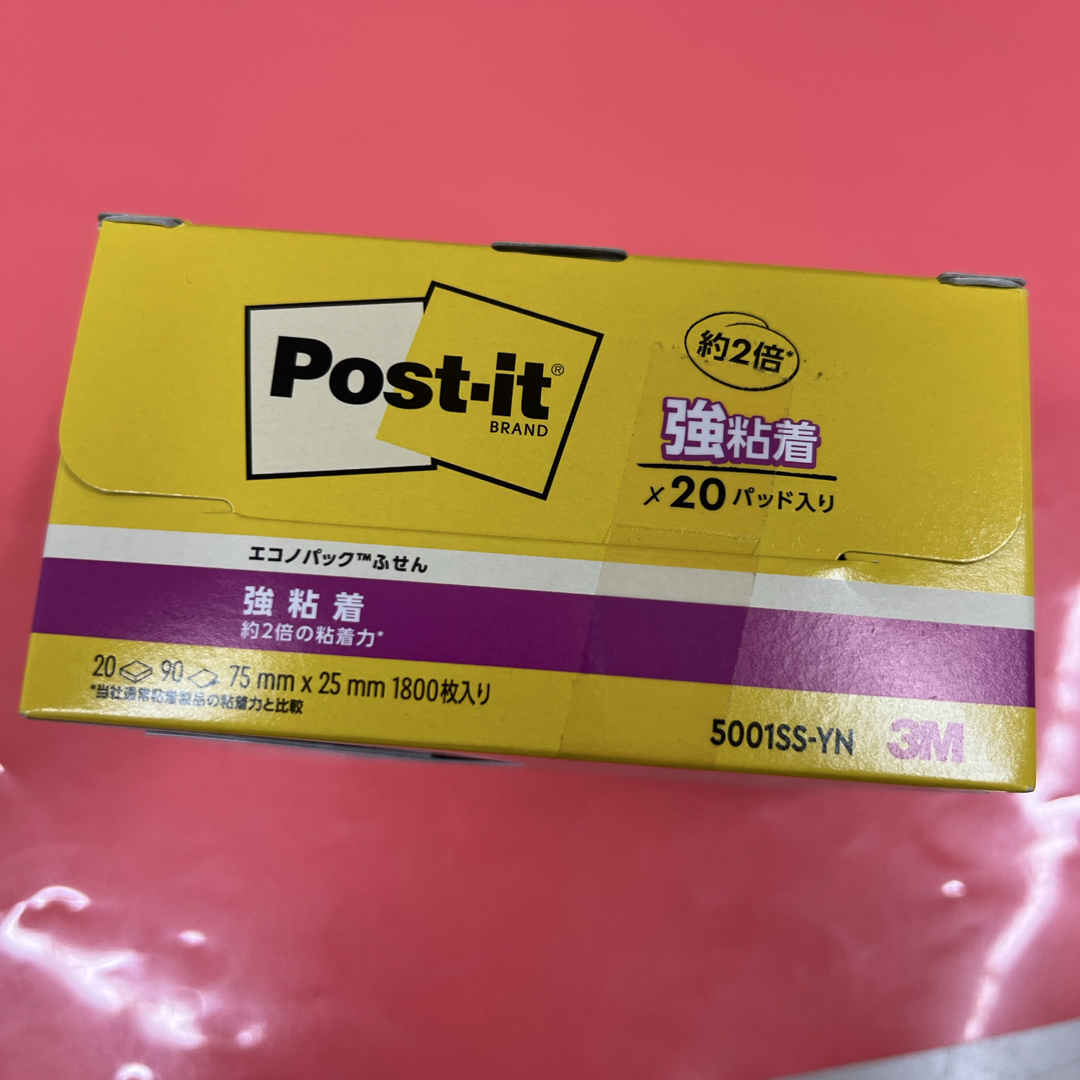 Post-it®
BRAND
約2倍*
強粘着
×20パッド入り
エコノパック™ふせん
強粘着
約2倍の粘着力*
20 90 75 mm x 25 mm 1800枚入り
*当社通常粘着製品の粘着力と比較
5001SS-YN 3M